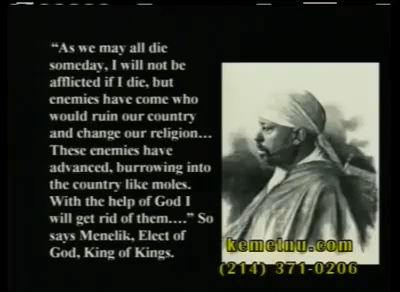 “As we may all die
someday, I will not be
afflicted if I die, but
enemies have come who
would ruin our country
and change our religion...
These enemies have
advanced, burrowing into
the country like moles.
With the help of God I
will get rid of them....” So
says Menelik, Elect of
God, King of Kings.
kemetnu.com
(214) 371-0206